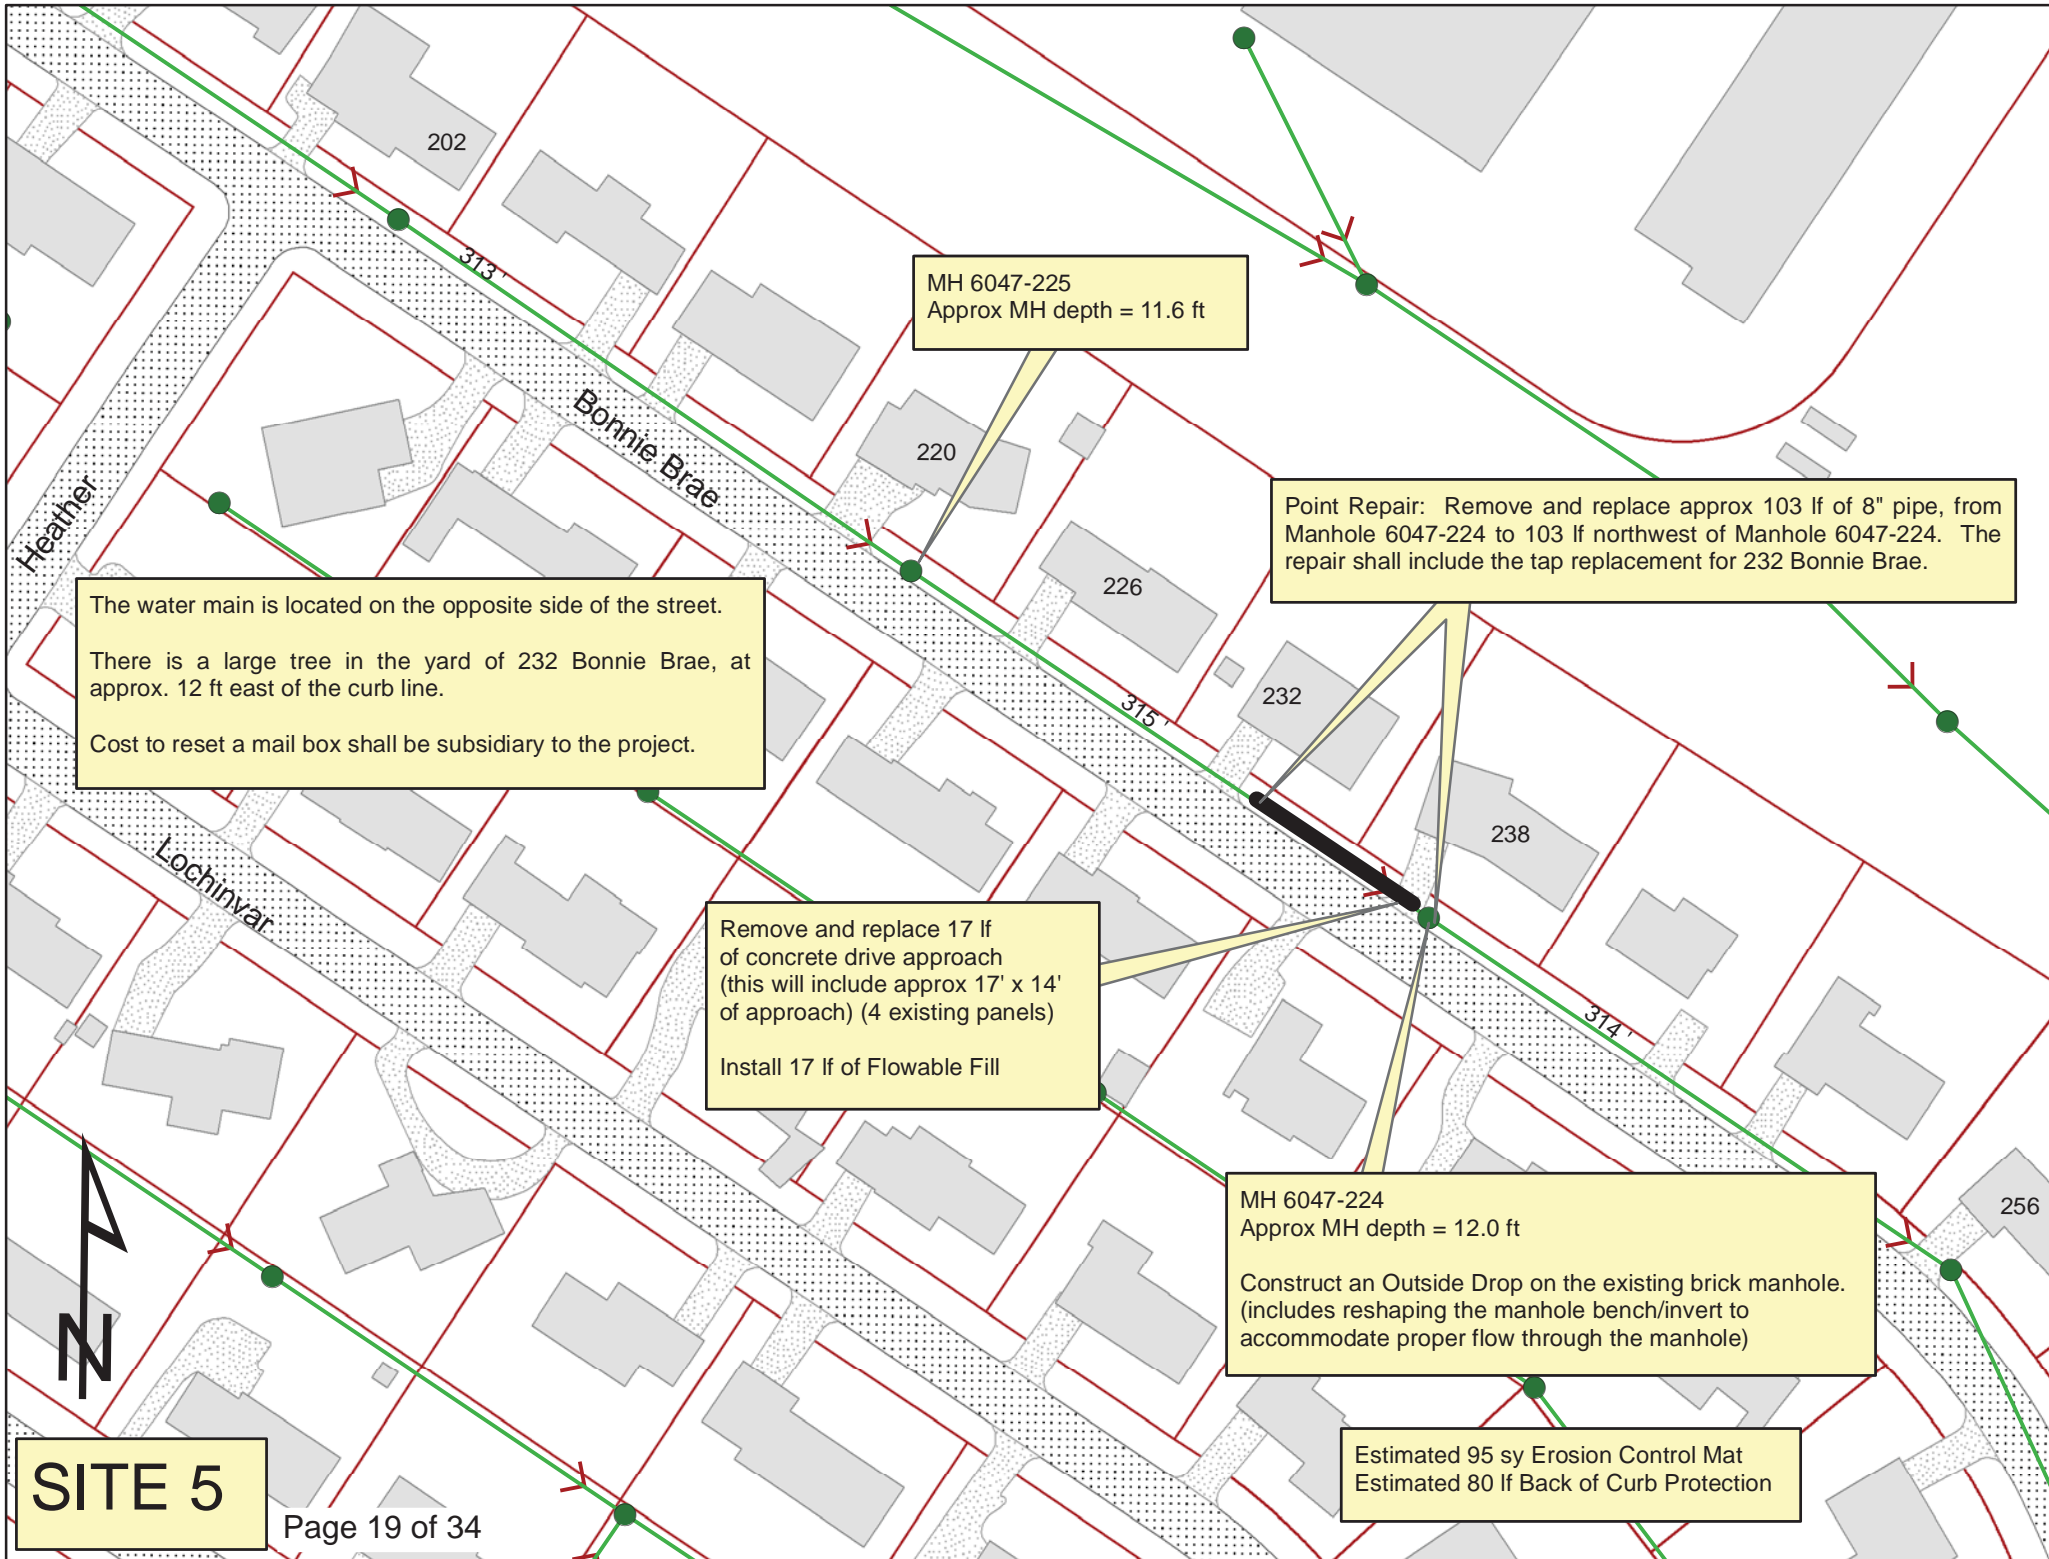 202
313 '
MH 6047-225
Approx MH depth = 11.6 ft
Bonnie Brae
220
Heather
Point Repair: Remove and replace approx 103 lf of 8" pipe, from
Manhole 6047-224 to 103 lf northwest of Manhole 6047-224. The
repair shall include the tap replacement for 232 Bonnie Brae.
226
The water main is located on the opposite side of the street.
There is a large tree in the yard of 232 Bonnie Brae, at
approx. 12 ft east of the curb line.
Cost to reset a mail box shall be subsidiary to the project.
315 '
232
238
Lochinvar
Remove and replace 17 lf
of concrete drive approach
(this will include approx 17' x 14'
of approach) (4 existing panels)
Install 17 lf of Flowable Fill
314 '
MH 6047-224
Approx MH depth = 12.0 ft
Construct an Outside Drop on the existing brick manhole.
(includes reshaping the manhole bench/invert to
accommodate proper flow through the manhole)
256
N
Estimated 95 sy Erosion Control Mat
Estimated 80 lf Back of Curb Protection
SITE 5
Page 19 of 34